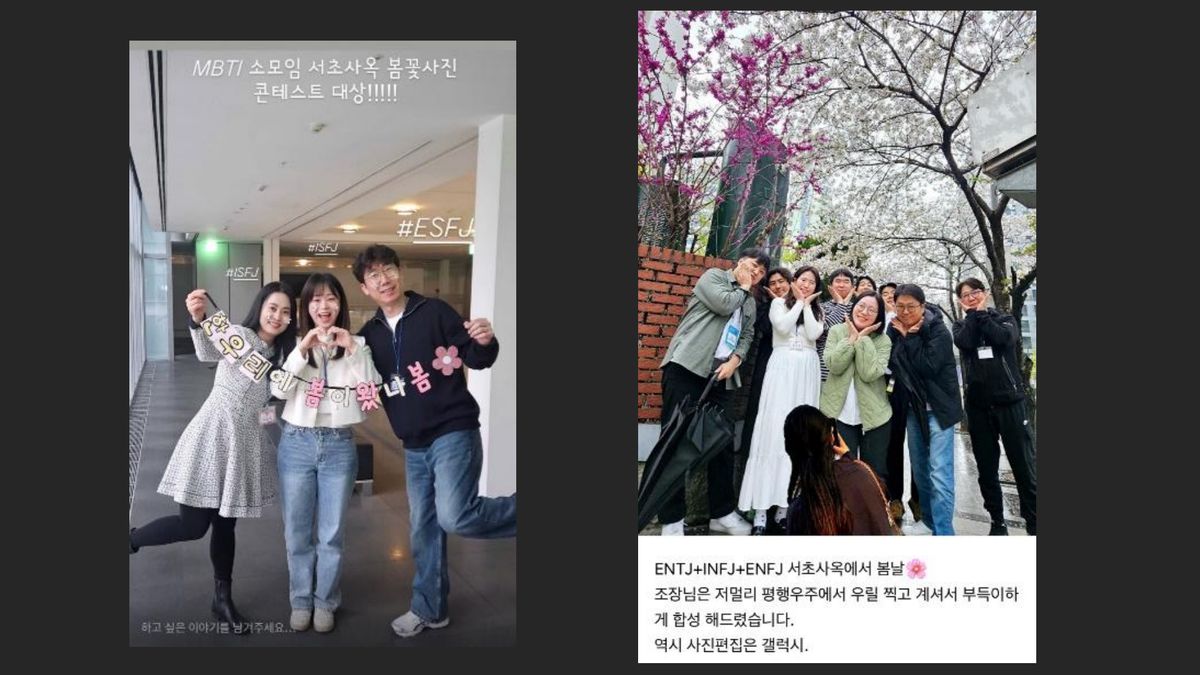 MBTI 소모임 서초사옥 봄꽃사진
콘테스트 대상!!!!!
#ESFJ
#ISFJ
#ISFJ
우리에 봄이 왔나봄
하고 싶은 이야기를 남겨주세요...
ENTJ+INFJ+ENFJ 서초사옥에서 봄날🌸
조장님은 저멀리 평행우주에서 우릴 찍고 계셔서 부득이하
게 합성 해드렸습니다.
역시 사진편집은 갤럭시.